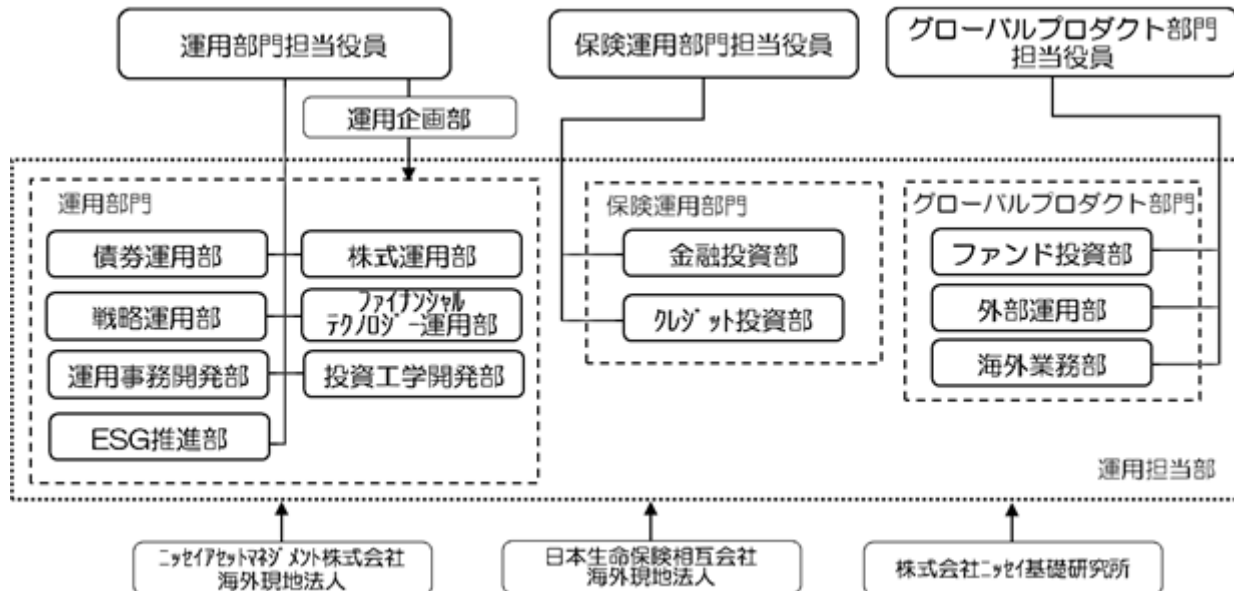 運用部門担当役員
保険運用部門担当役員
グローバルプロダクト部門
担当役員
運用企画部
運用部門
債券運用部
株式運用部
戦略運用部
ファイナンシャル
テクノロジー運用部
運用事務開発部
投資工学開発部
ESG推進部
保険運用部門
金融投資部
クレジット投資部
グローバルプロダクト部門
ファンド投資部
外部運用部
海外業務部
運用担当部
ニッセイアセットマネジメント株式会社
海外現地法人
日本生命保険相互会社
海外現地法人
株式会社ニッセイ基礎研究所